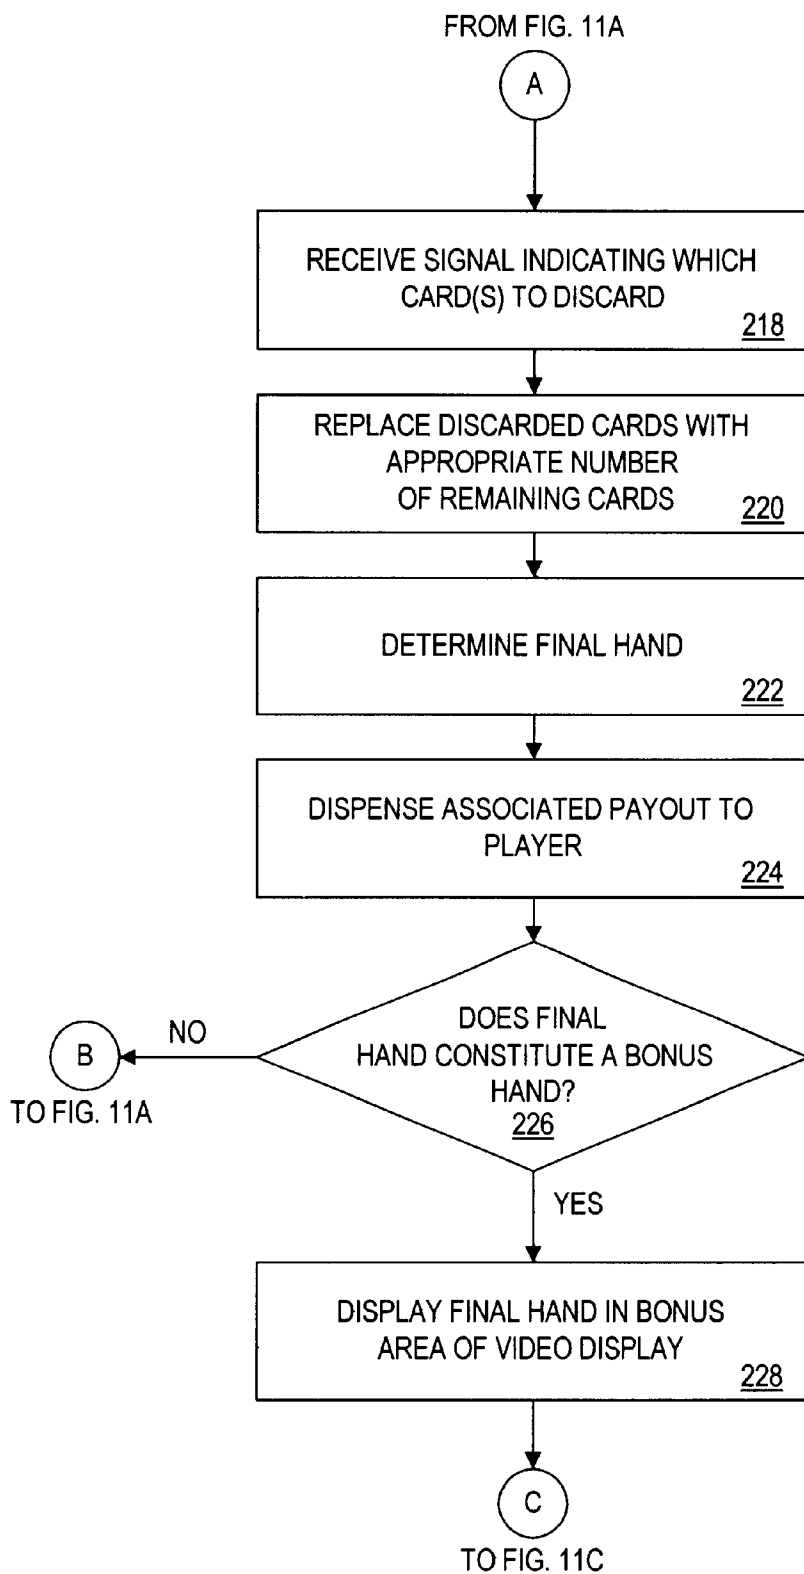 FROM FIG. 11A
A
RECEIVE SIGNAL INDICATING WHICH
CARD(S) TO DISCARD
218
REPLACE DISCARDED CARDS WITH
APPROPRIATE NUMBER
OF REMAINING CARDS
220
DETERMINE FINAL HAND
222
DISPENSE ASSOCIATED PAYOUT TO
PLAYER
224
DOES FINAL
HAND CONSTITUTE A BONUS
HAND?
226
NO
B
TO FIG. 11A
YES
DISPLAY FINAL HAND IN BONUS
AREA OF VIDEO DISPLAY
228
C
TO FIG. 11C